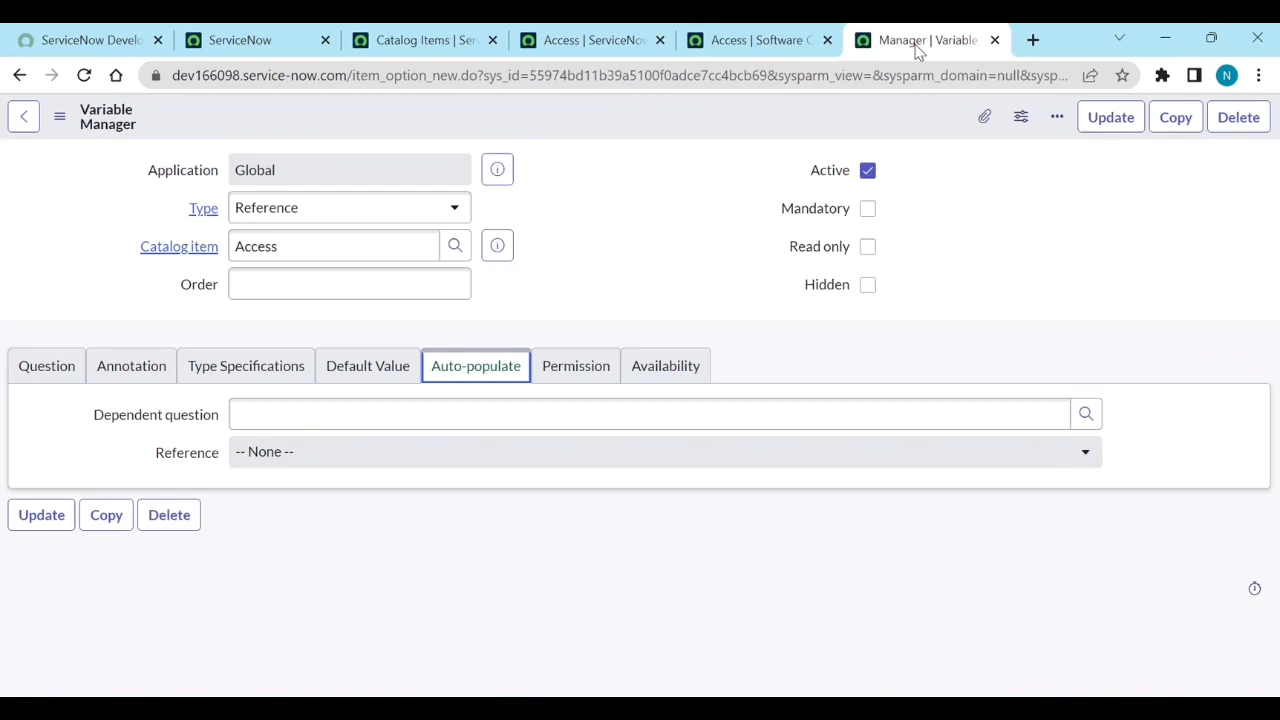 ServiceNow Develo
ServiceNow
Catalog Items | Ser
Access | ServiceNow
Access | Software C
Manager | Variable
dev166098.service-now.com/item_option_new.do?sys_id=55974bd11b39a5100f0adce7cc4bcb69&sysparm_view=&sysparm_domain=null&sysp...
N
Variable
Manager
Update
Copy
Delete
Application
Global
Active
Type
Reference
Mandatory
Catalog item
Access
Read only
Order
Hidden
Question
Annotation
Type Specifications
Default Value
Auto-populate
Permission
Availability
Dependent question
Reference
-- None --
Update
Copy
Delete